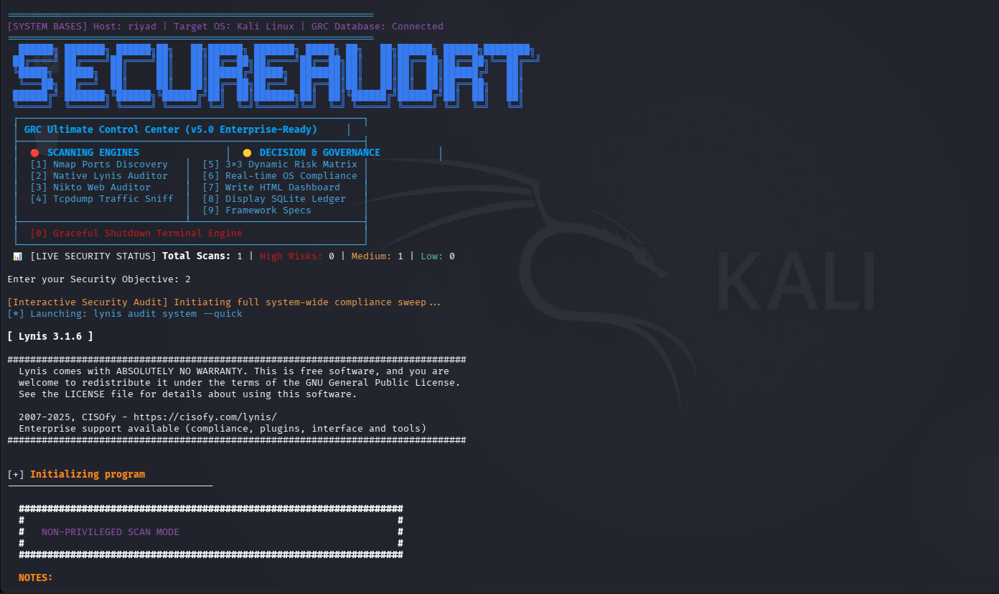 [SYSTEM BASES] Host: riyad | Target OS: Kali Linux | GRC Database: Connected
SECUREAUDRT
GRC Ultimate Control Center (v5.0 Enterprise-Ready)
🔴 SCANNING ENGINES | 🟡 DECISION & GOVERNANCE |
[1] Nmap Ports Discovery | [5] 3×3 Dynamic Risk Matrix
[2] Native Lynis Auditor | [6] Real-time OS Compliance
[3] Nikto Web Auditor | [7] Write HTML Dashboard
[4] Tcpdump Traffic Sniff | [8] Display SQLite Ledger
[9] Framework Specs
[0] Graceful Shutdown Terminal Engine
📊 [LIVE SECURITY STATUS] Total Scans: 1 | High Risks: 0 | Medium: 1 | Low: 0
Enter your Security Objective: 2
[Interactive Security Audit] Initiating full system-wide compliance sweep...
[*] Launching: lynis audit system --quick
[ Lynis 3.1.6 ]
################################################################################
Lynis comes with ABSOLUTELY NO WARRANTY. This is free software, and you are
welcome to redistribute it under the terms of the GNU General Public License.
See the LICENSE file for details about using this software.
2007-2025, CISOfy - https://cisofy.com/lynis/
Enterprise support available (compliance, plugins, interface and tools)
################################################################################
[+] Initializing program
------------------------------------
###################################################################
# #
# NON-PRIVILEGED SCAN MODE #
# #
###################################################################
NOTES:
KALI